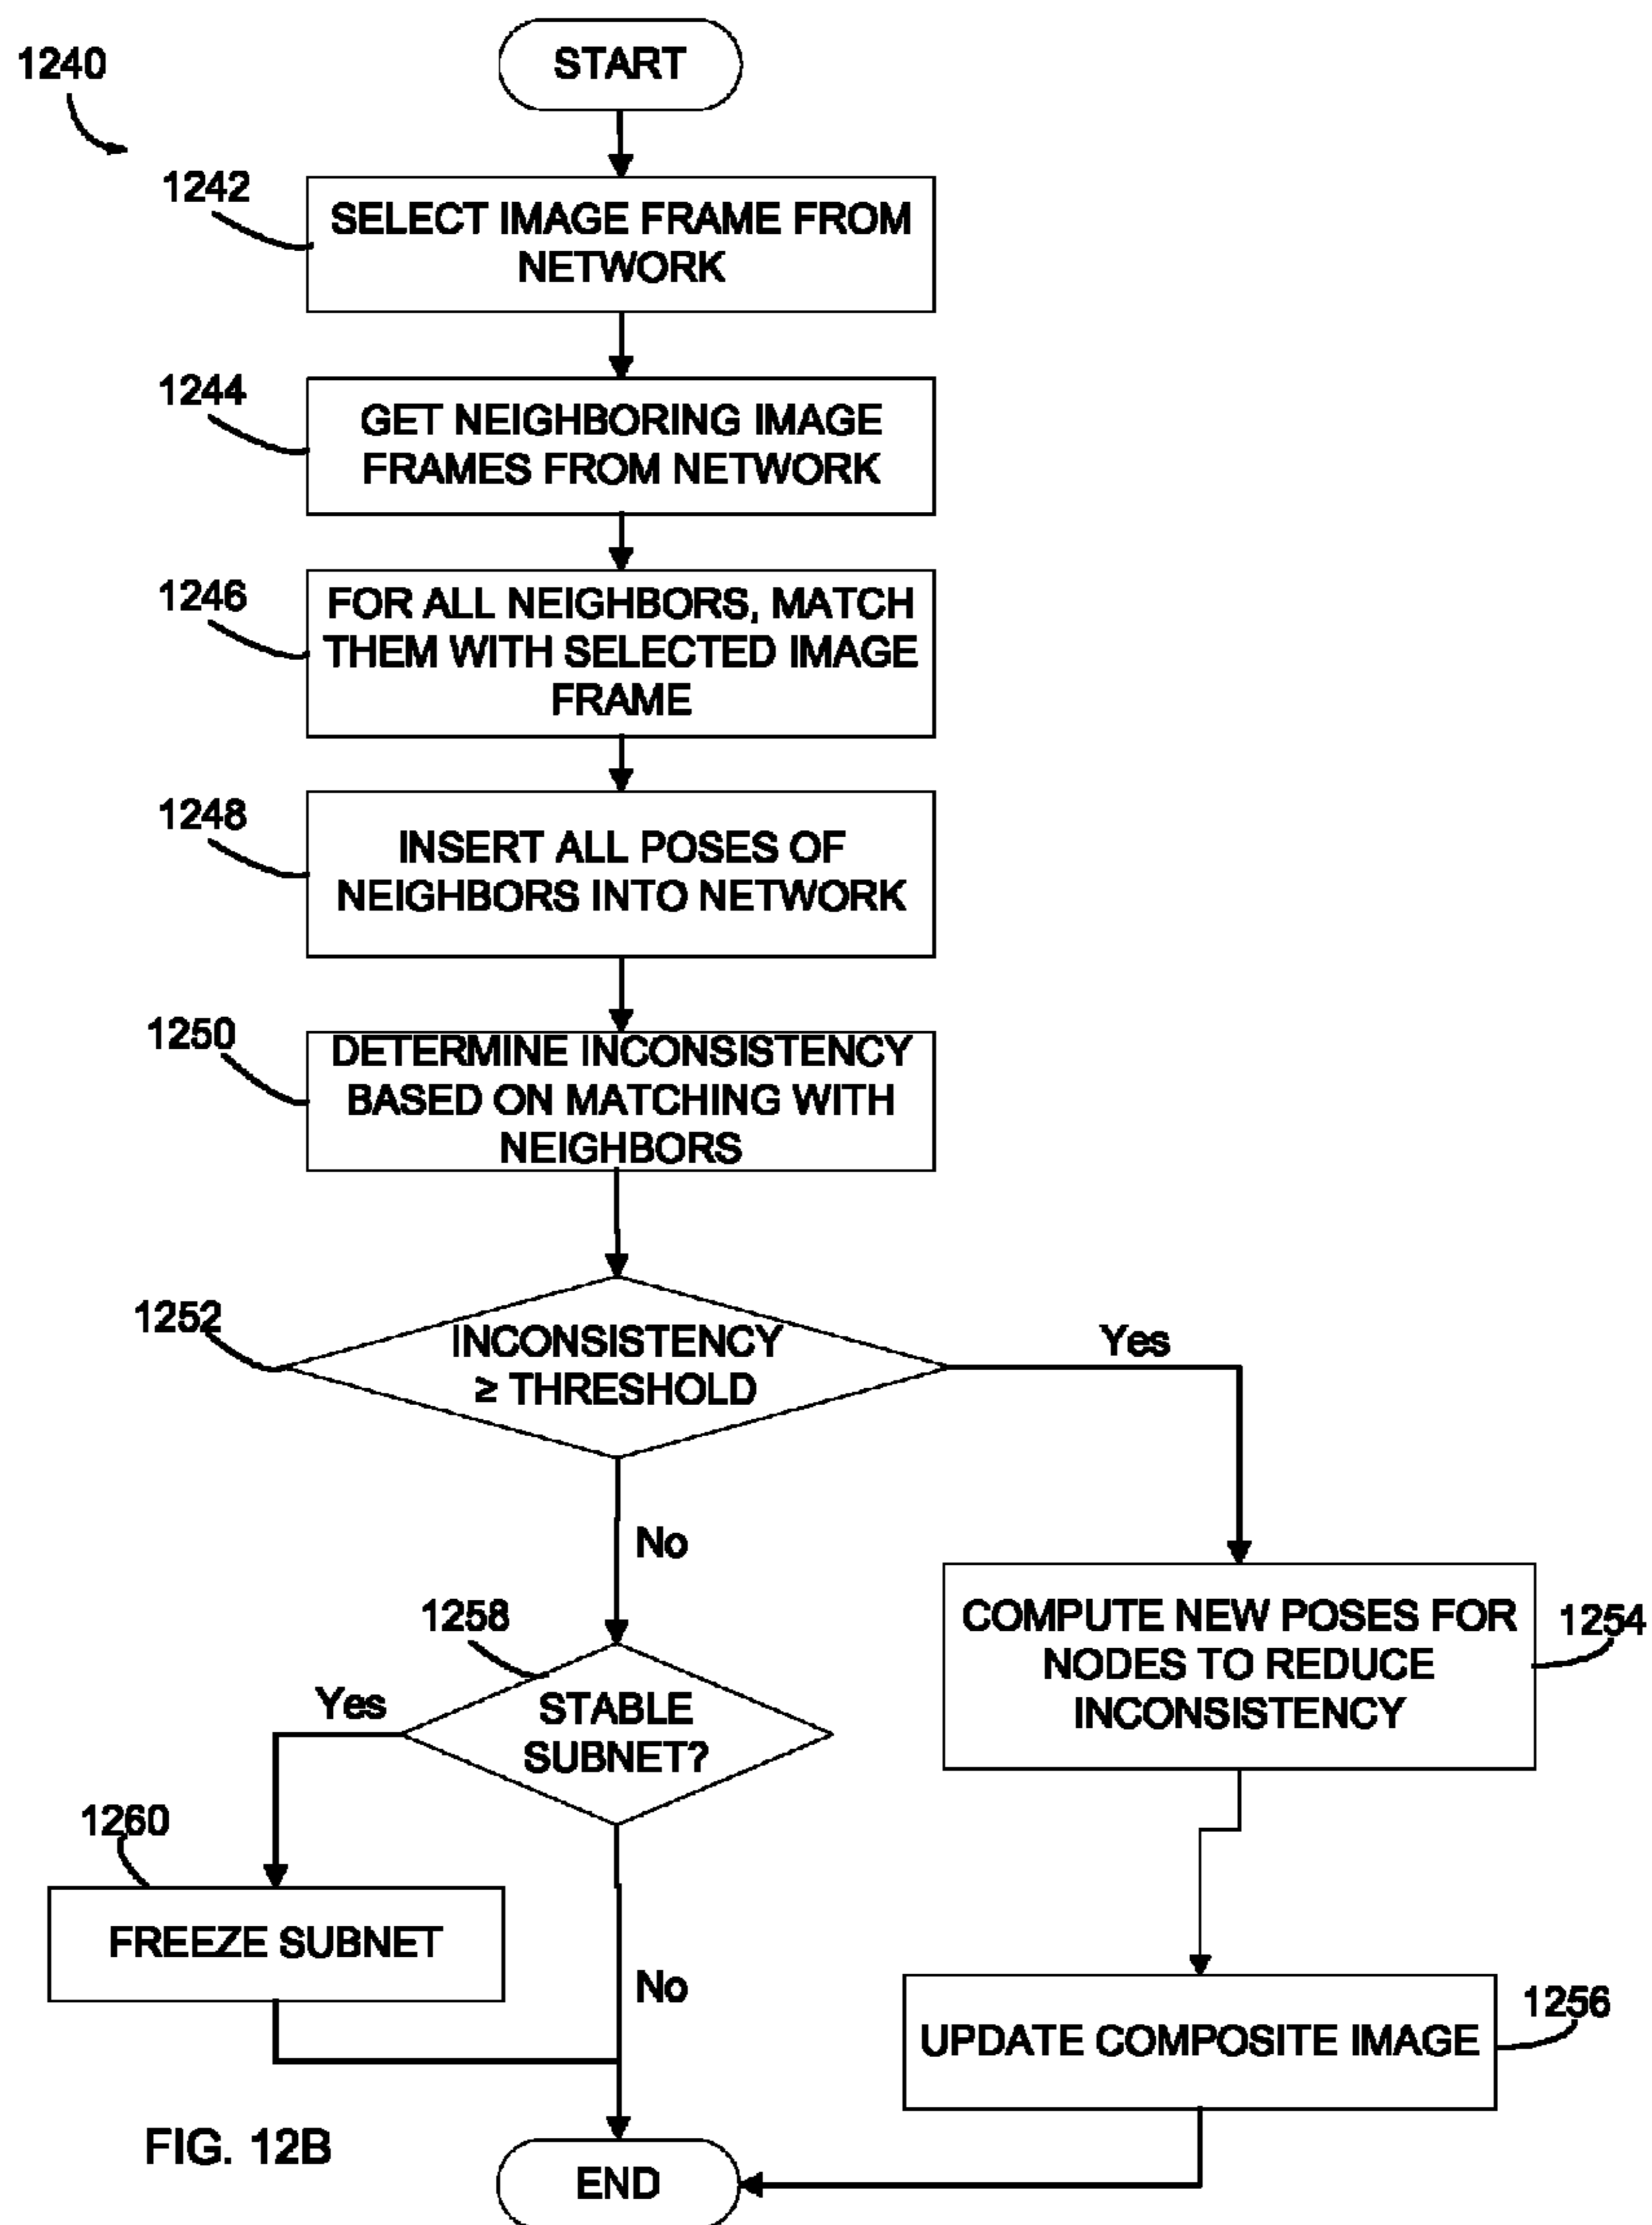 START
1240
1242
SELECT IMAGE FRAME FROM
NETWORK
1244
GET NEIGHBORING IMAGE
FRAMES FROM NETWORK
1246
FOR ALL NEIGHBORS, MATCH
THEM WITH SELECTED IMAGE
FRAME
1248
INSERT ALL POSES OF
NEIGHBORS INTO NETWORK
1250
DETERMINE INCONSISTENCY
BASED ON MATCHING WITH
NEIGHBORS
1252
INCONSISTENCY
≥ THRESHOLD
Yes
No
1254
COMPUTE NEW POSES FOR
NODES TO REDUCE
INCONSISTENCY
1258
STABLE
SUBNET?
Yes
1260
FREEZE SUBNET
No
1256
UPDATE COMPOSITE IMAGE
FIG. 12B
END